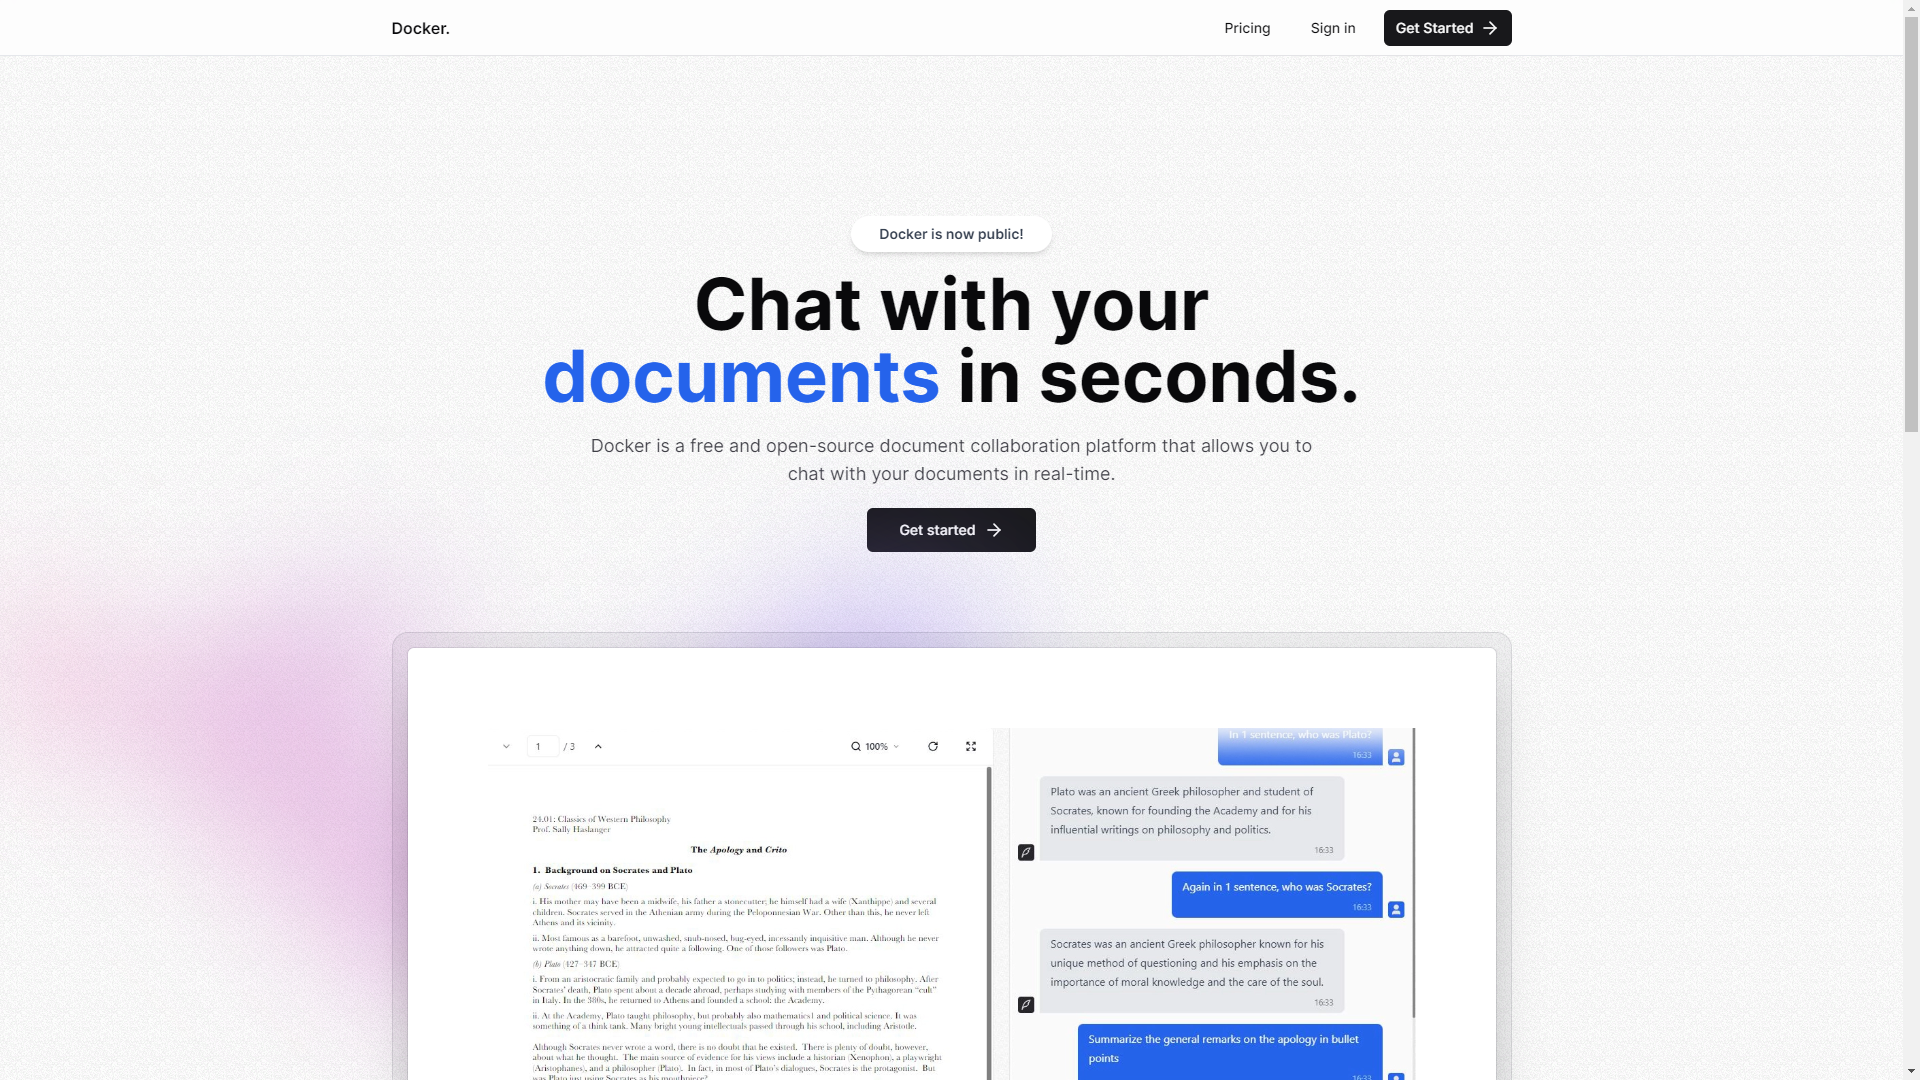 Docker.
Pricing
Sign in
Get Started
Docker is now public!
Chat with your
documents in seconds.
Docker is a free and open-source document collaboration platform that allows you to
chat with your documents in real-time.
Get started
1 / 3
100%
24.01: Classics of Western Philosophy
Prof. Sally Haslanger
The Apology and Crito
1. Background on Socrates and Plato
(a) Socrates (469–399 BCE)
i. His mother may have been a midwife, his father a stonecutter; he himself had a wife (Xanthippe) and several
children. Socrates served in the Athenian army during the Peloponnesian War. Other than this, he never left
Athens and its vicinity.
ii. Most famous as a barefoot, unwashed, snub-nosed, bug-eyed, incessantly inquisitive man. Although he never
wrote anything down, he attracted quite a following. One of those followers was Plato.
(b) Plato (427–347 BCE)
i. From an aristocratic family and probably expected to go in to politics; instead, he turned to philosophy. After
Socrates' death, Plato spent about a decade abroad, perhaps studying with members of the Pythagorean “cult”
in Italy. In the 380s, he returned to Athens and founded a school: the Academy.
ii. At the Academy, Plato taught philosophy, but probably also mathematics1 and political science. It was
something of a think tank. Many bright young intellectuals passed through his school, including Aristotle.
Although Socrates never wrote a word, there is no doubt that he existed. There is plenty of doubt, however,
about what he thought. The main source of evidence for his views include a historian (Xenophon), a playwright
(Aristophanes), and a philosopher (Plato). In fact, in most of Plato's dialogues, Socrates is the protagonist. But
was Plato just using Socrates as his mouthpiece?
In 1 sentence, who was Plato?
16:33
Plato was an ancient Greek philosopher and student of
Socrates, known for founding the Academy and for his
influential writings on philosophy and politics.
16:33
Again in 1 sentence, who was Socrates?
16:33
Socrates was an ancient Greek philosopher known for his
unique method of questioning and his emphasis on the
importance of moral knowledge and the care of the soul.
16:33
Summarize the general remarks on the apology in bullet
points
16:33